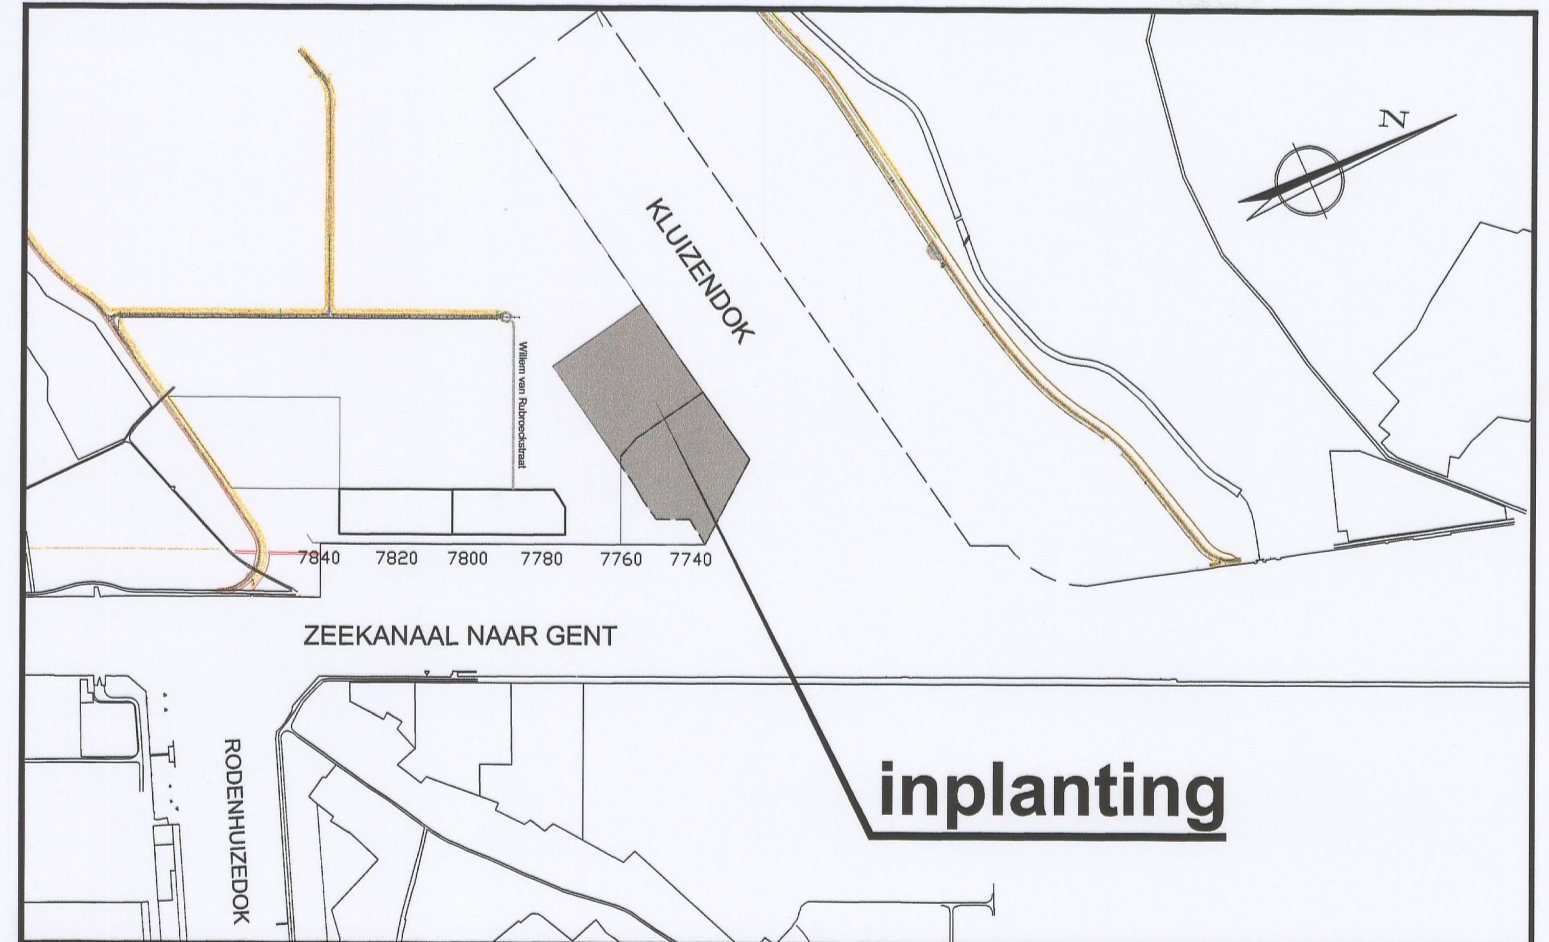 N
KLUIZENDOK
Willem van Rubroeckstraat
7840 7820 7800 7780 7760 7740
ZEEKANAAL NAAR GENT
RODENHUIZEDOK
inplanting